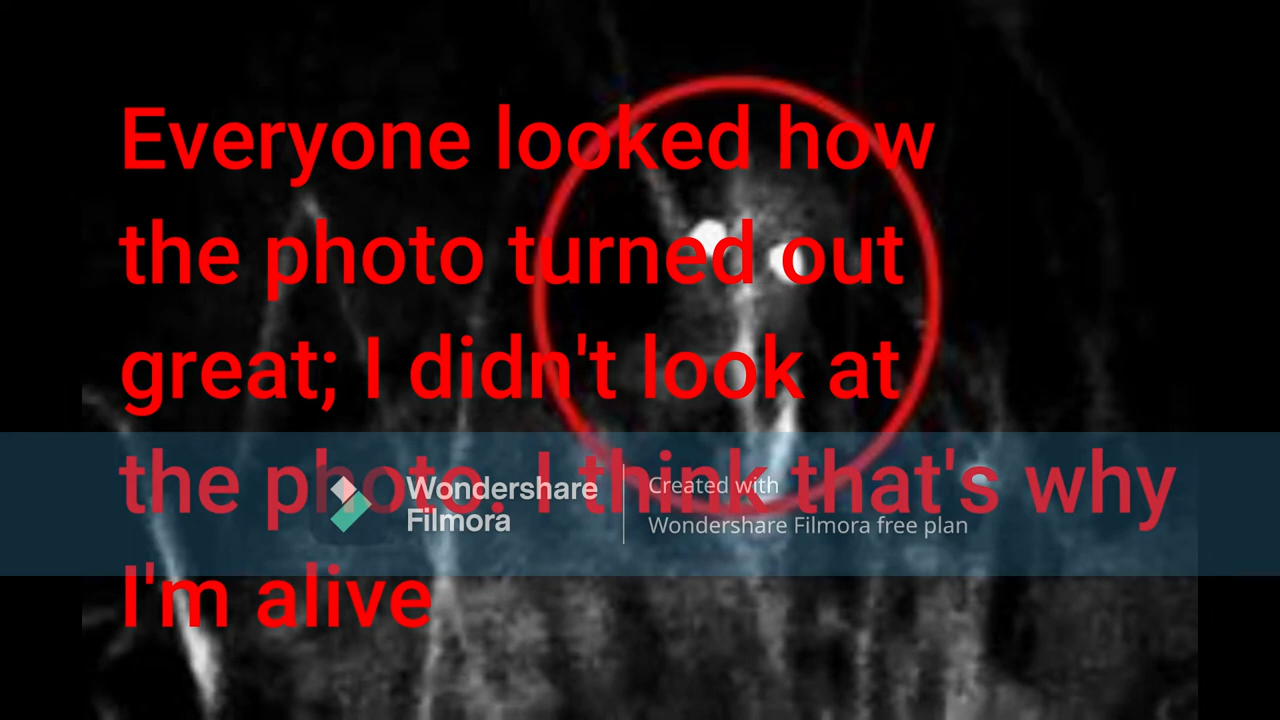 Everyone looked how
the photo turned out
great; I didn't look at
the photo. I think that's why
I'm alive
Wondershare
Filmora
Created with
Wondershare Filmora free plan